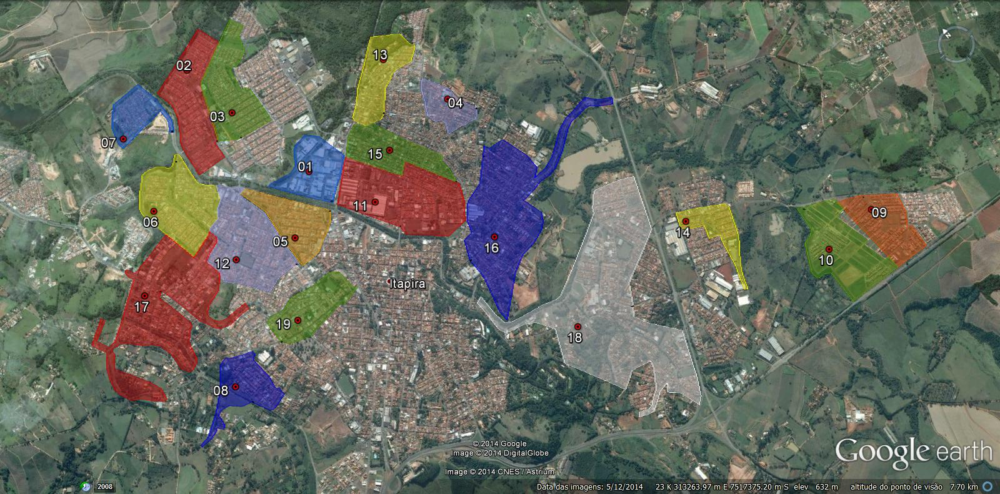 13
02
04
03
07
15
01
11
09
06
14
05
16
10
12
Itapira
17
19
18
08
N
© 2014 Google
Image © 2014 DigitalGlobe
Image © 2014 CNES / Astrium
Google earth
2008
Data das imagens: 5/12/2014 23 K 313263.97 m E 7517375.20 m S elev 632 m altitude do ponto de visão 7.70 km